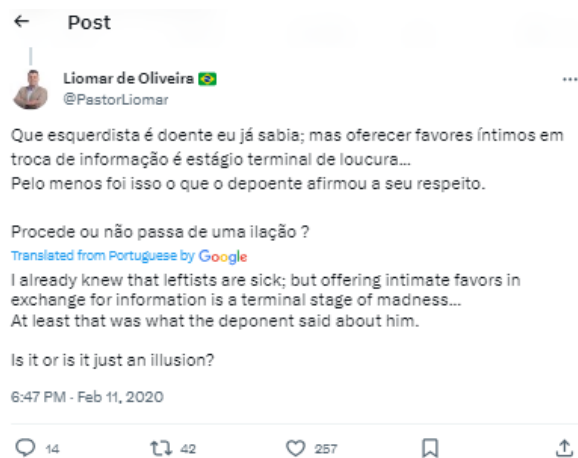 Post
Liomar de Oliveira 🇧🇷
@PastorLiomar
Que esquerdista é doente eu já sabia; mas oferecer favores íntimos em
troca de informação é estágio terminal de loucura...
Pelo menos foi isso o que o depoente afirmou a seu respeito.
Procede ou não passa de uma ilação ?
Translated from Portuguese by Google
I already knew that leftists are sick; but offering intimate favors in
exchange for information is a terminal stage of madness...
At least that was what the deponent said about him.
Is it or is it just an illusion?
6:47 PM · Feb 11, 2020
14 42 257